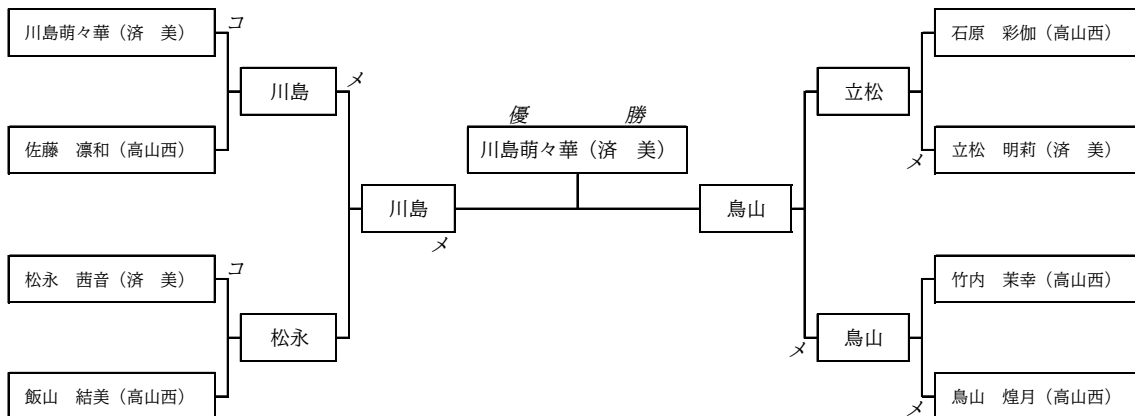 川島萌々華（済　美）
コ
佐藤　凛和（高山西）
川島
メ
松永　茜音（済　美）
コ
飯山　結美（高山西）
松永
川島
メ
優　勝
川島萌々華（済　美）
鳥山
立松
石原　彩伽（高山西）
立松　明莉（済　美）
メ
鳥山
メ
竹内　茉幸（高山西）
鳥山　煌月（高山西）
メ